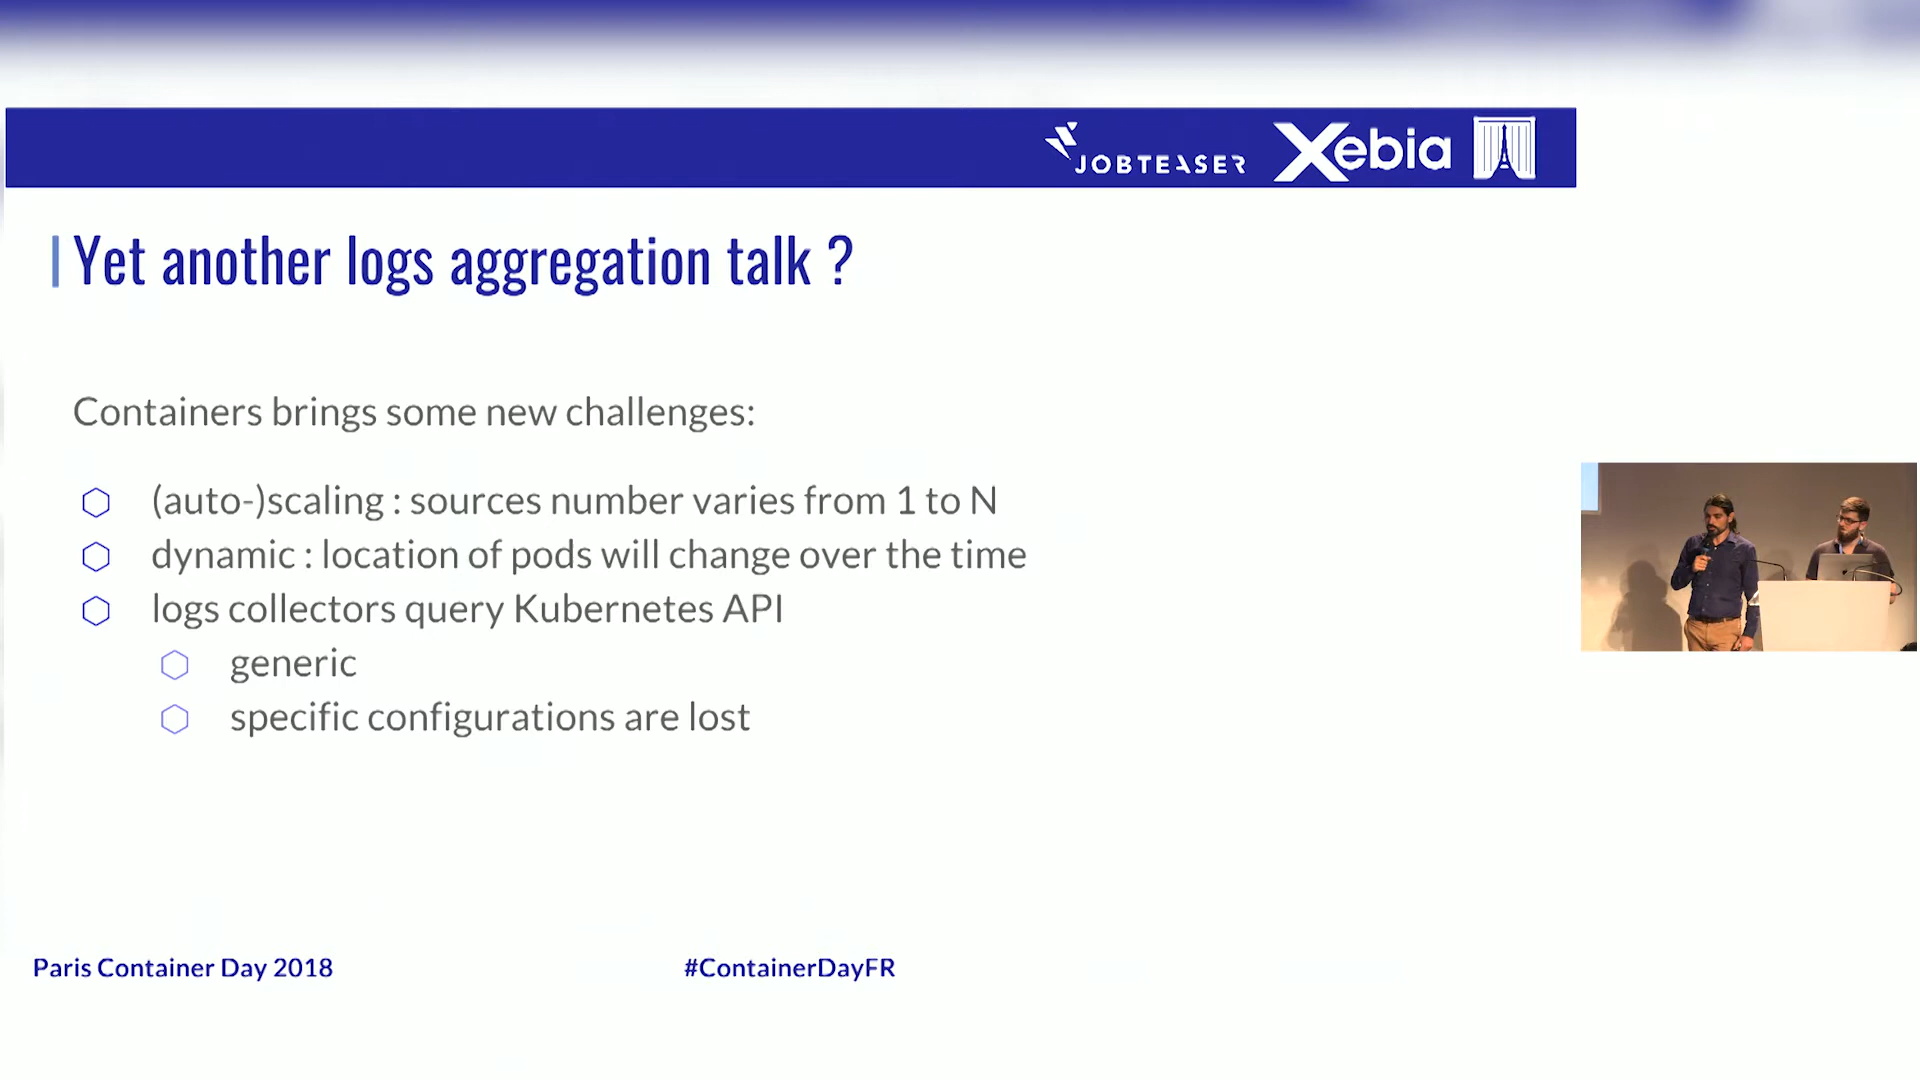 JOBTEASER
Xebia
Yet another logs aggregation talk ?
Containers brings some new challenges:
(auto-)scaling : sources number varies from 1 to N
dynamic : location of pods will change over the time
logs collectors query Kubernetes API
generic
specific configurations are lost
Paris Container Day 2018
#ContainerDayFR